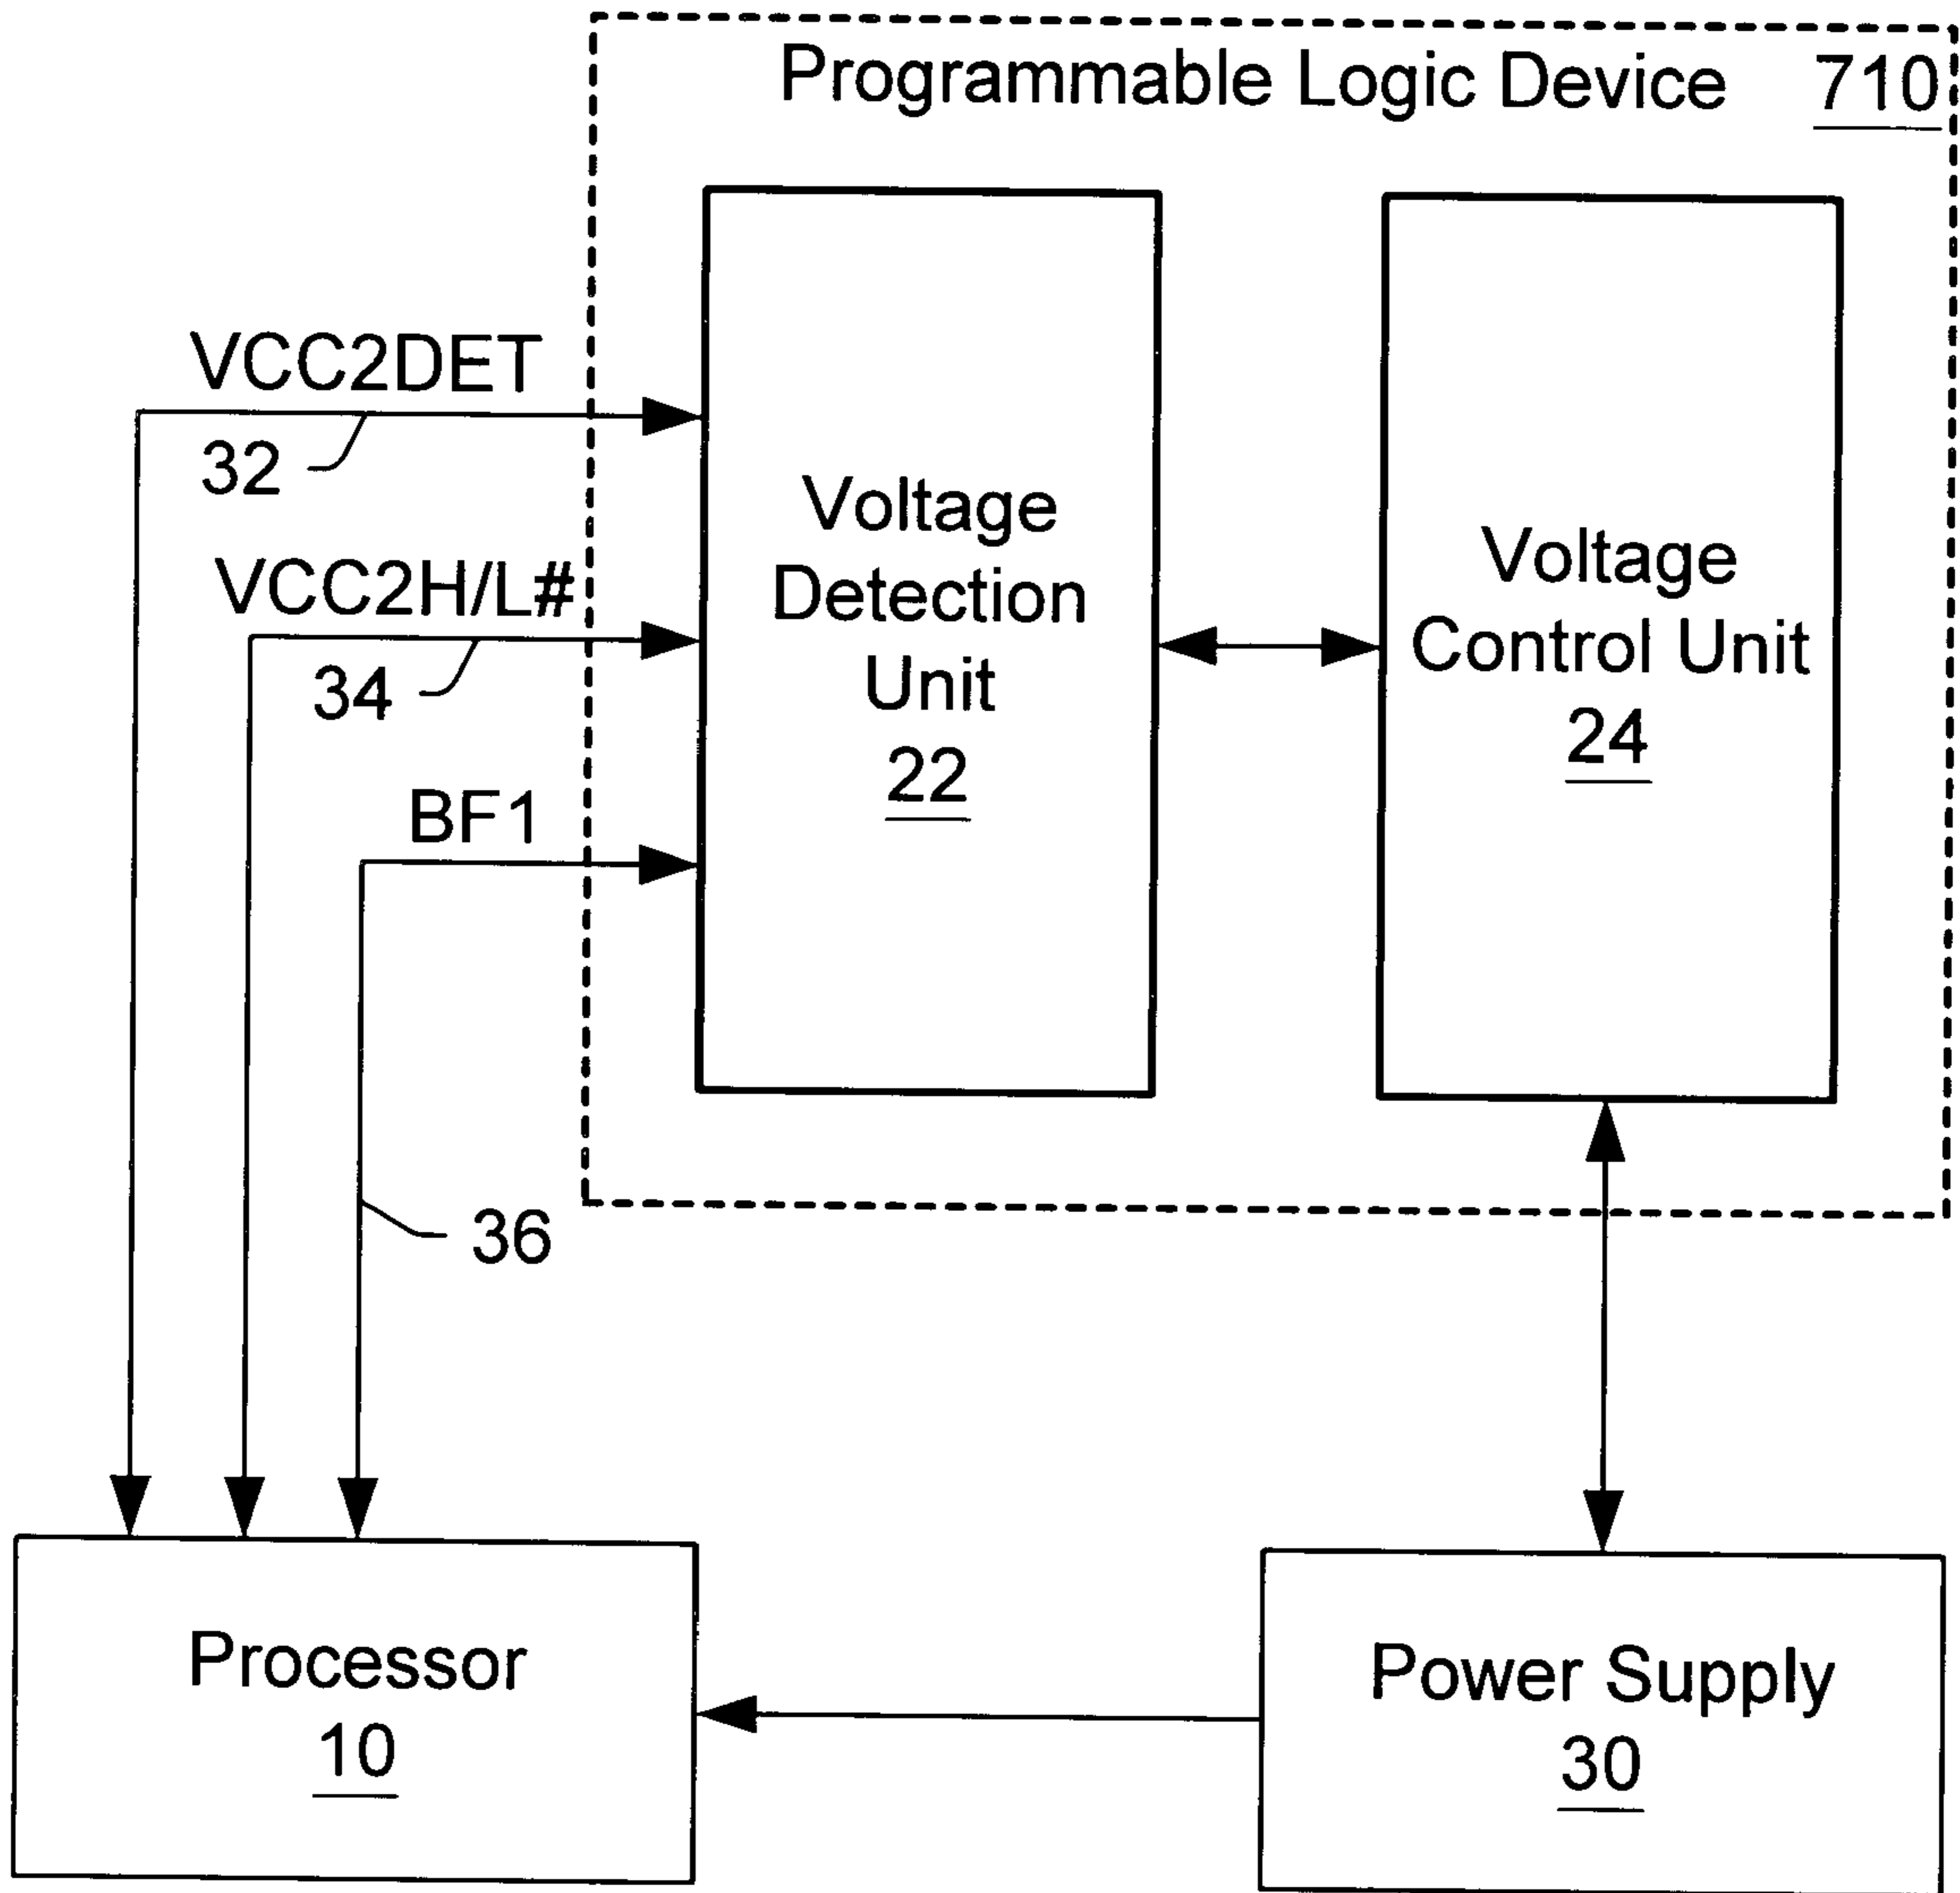 Programmable Logic Device 710
VCC2DET
32
VCC2H/L#
34
BF1
36
Voltage
Detection
Unit
22
Voltage
Control Unit
24
Processor
10
Power Supply
30